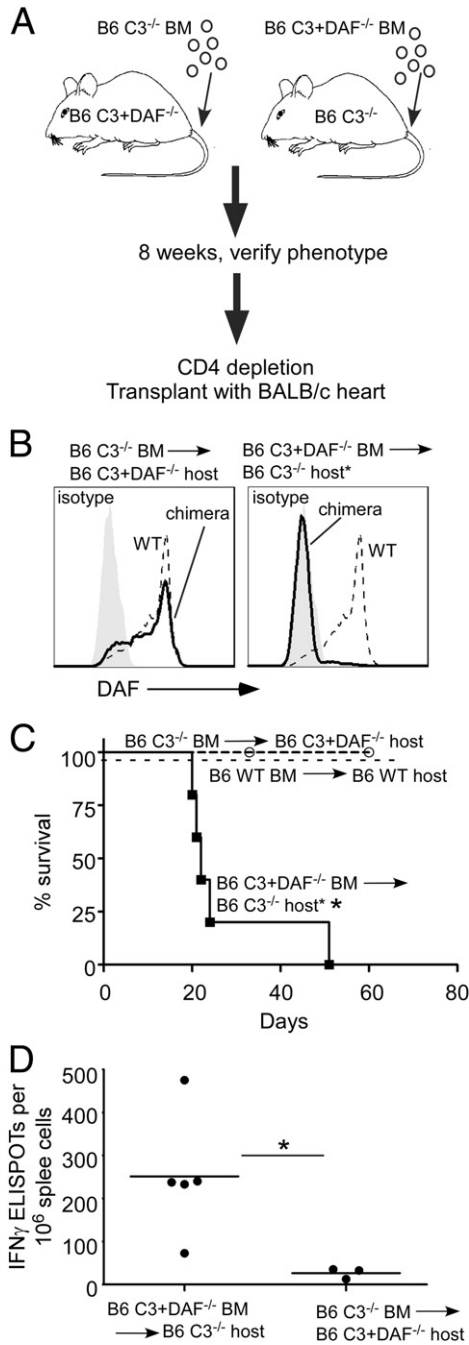 A
B6 C3-/- BM
B6 C3+DAF-/- BM
B6 C3+DAF-/-
B6 C3-/-
8 weeks, verify phenotype
CD4 depletion
Transplant with BALB/c heart
B
B6 C3-/- BM
B6 C3+DAF-/- host
B6 C3+DAF-/- BM
B6 C3-/- host*
isotype
chimera
WT
isotype
chimera
WT
DAF
C
B6 C3-/- BM B6 C3+DAF-/- host
B6 WT BM B6 WT host
B6 C3+DAF-/- BM
B6 C3-/- host* *
% survival
100
75
50
25
0
0 20 40 60 80
Days
D
IFNγ ELISPOTs per
10^6 splee cells
500
400
300
200
100
0
*
B6 C3+DAF-/- BM
B6 C3-/- host
B6 C3-/- BM
B6 C3+DAF-/- host